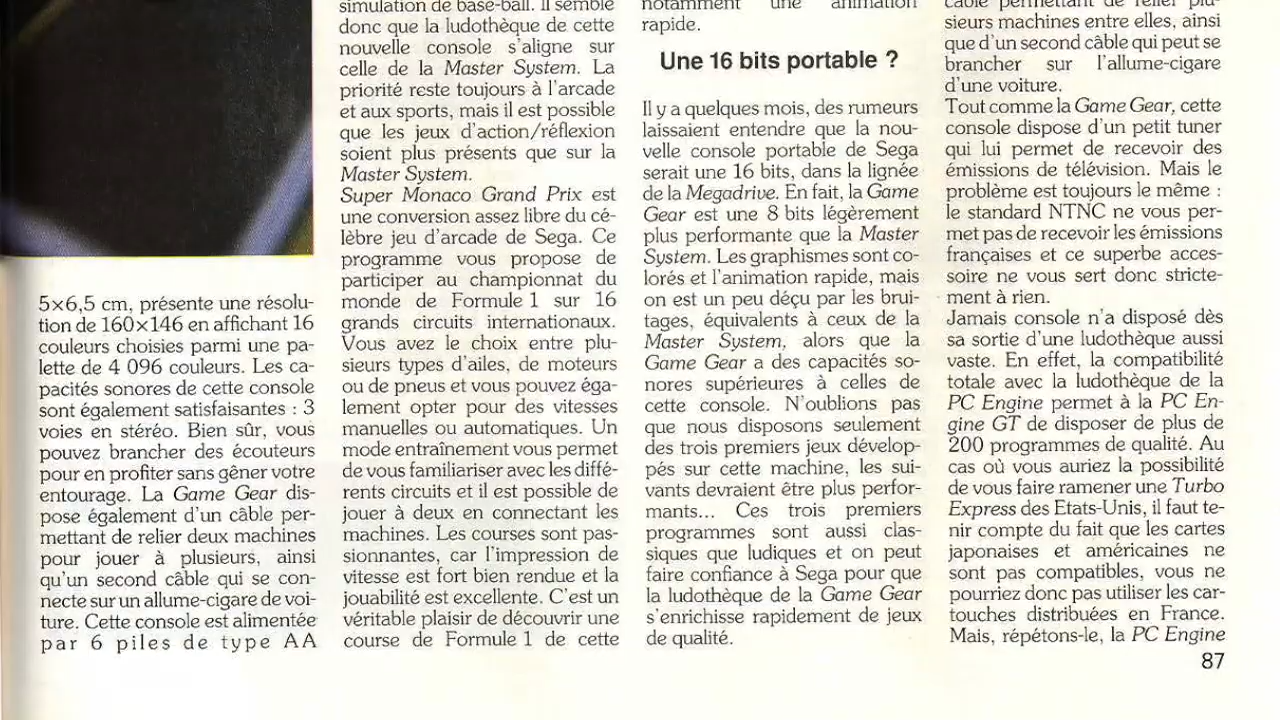 5×6,5 cm, présente une résolu-
tion de 160×146 en affichant 16
couleurs choisies parmi une pa-
lette de 4 096 couleurs. Les ca-
pacités sonores de cette console
sont également satisfaisantes : 3
voies en stéréo. Bien sûr, vous
pouvez brancher des écouteurs
pour en profiter sans gêner votre
entourage. La Game Gear dis-
pose également d'un câble per-
mettant de relier deux machines
pour jouer à plusieurs, ainsi
qu'un second câble qui se con-
necte sur un allume-cigare de voi-
ture. Cette console est alimentée
par 6 piles de type AA
simulation de base-ball. Il semble
donc que la ludothèque de cette
nouvelle console s'aligne sur
celle de la Master System. La
priorité reste toujours à l'arcade
et aux sports, mais il est possible
que les jeux d'action/réflexion
soient plus présents que sur la
Master System.
Super Monaco Grand Prix est
une conversion assez libre du cé-
lèbre jeu d'arcade de Sega. Ce
programme vous propose de
participer au championnat du
monde de Formule 1 sur 16
grands circuits internationaux.
Vous avez le choix entre plu-
sieurs types d'ailes, de moteurs
ou de pneus et vous pouvez éga-
lement opter pour des vitesses
manuelles ou automatiques. Un
mode entraînement vous permet
de vous familiariser avec les diffé-
rents circuits et il est possible de
jouer à deux en connectant les
machines. Les courses sont pas-
sionnantes, car l'impression de
vitesse est fort bien rendue et la
jouabilité est excellente. C'est un
véritable plaisir de découvrir une
course de Formule 1 de cette
notamment une animation
rapide.
Une 16 bits portable ?
Il y a quelques mois, des rumeurs
laissaient entendre que la nou-
velle console portable de Sega
serait une 16 bits, dans la lignée
de la Megadrive. En fait, la Game
Gear est une 8 bits légèrement
plus performante que la Master
System. Les graphismes sont co-
lorés et l'animation rapide, mais
on est un peu déçu par les brui-
tages, équivalents à ceux de la
Master System, alors que la
Game Gear a des capacités so-
nores supérieures à celles de
cette console. N'oublions pas
que nous disposons seulement
des trois premiers jeux dévelop-
pés sur cette machine, les sui-
vants devraient être plus perfor-
mants... Ces trois premiers
programmes sont aussi clas-
siques que ludiques et on peut
faire confiance à Sega pour que
la ludothèque de la Game Gear
s'enrichisse rapidement de jeux
de qualité.
câble permettant de relier plu-
sieurs machines entre elles, ainsi
que d'un second câble qui peut se
brancher sur l'allume-cigare
d'une voiture.
Tout comme la Game Gear, cette
console dispose d'un petit tuner
qui lui permet de recevoir des
émissions de télévision. Mais le
problème est toujours le même :
le standard NTNC ne vous per-
met pas de recevoir les émissions
françaises et ce superbe acces-
soire ne vous sert donc stricte-
ment à rien.
Jamais console n'a disposé dès
sa sortie d'une ludothèque aussi
vaste. En effet, la compatibilité
totale avec la ludothèque de la
PC Engine permet à la PC En-
gine GT de disposer de plus de
200 programmes de qualité. Au
cas où vous auriez la possibilité
de vous faire ramener une Turbo
Express des Etats-Unis, il faut te-
nir compte du fait que les cartes
japonaises et américaines ne
sont pas compatibles, vous ne
pourriez donc pas utiliser les car-
touches distribuées en France.
Mais, répétons-le, la PC Engine
87